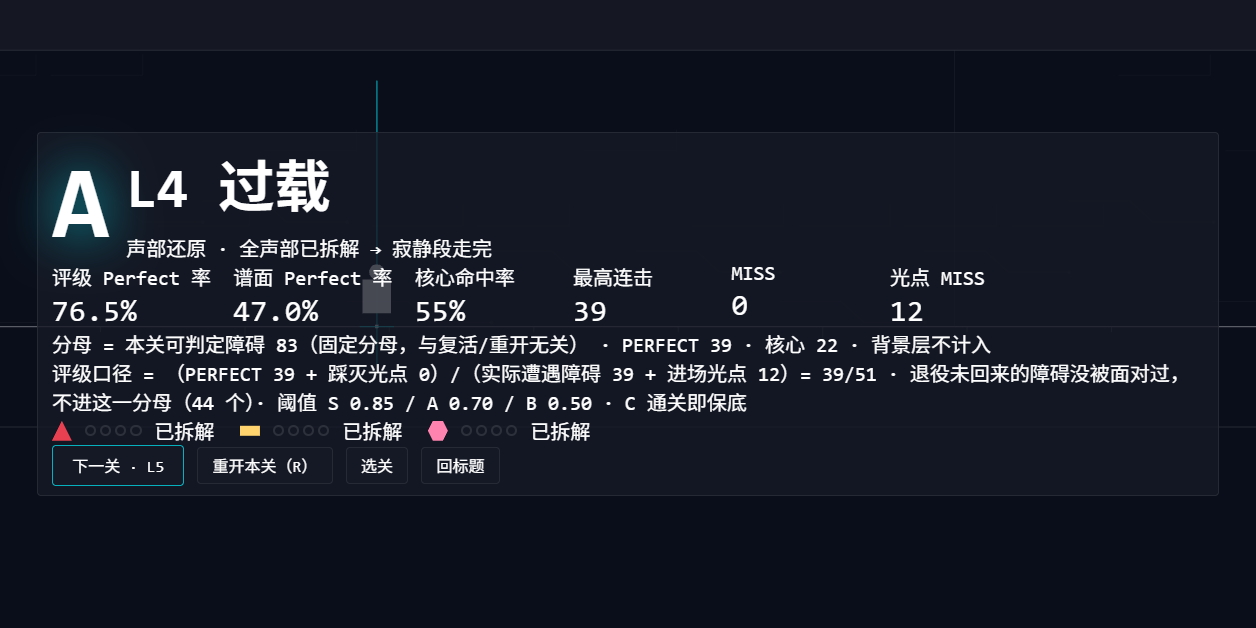 A L4 过载
声部还原 · 全声部已拆解 → 寂静段走完
评级 Perfect 率 谱面 Perfect 率 核心命中率 最高连击 MISS 光点 MISS
76.5% 47.0% 55% 39 0 12
分母 = 本关可判定障碍 83（固定分母，与复活/重开无关） · PERFECT 39 · 核心 22 · 背景层不计入
评级口径 = （PERFECT 39 + 踩灭光点 0）/（实际遭遇障碍 39 + 进场光点 12）= 39/51 · 退役未回来的障碍没被面对过，
不进这一分母（44 个）· 阈值 S 0.85 / A 0.70 / B 0.50 · C 通关即保底
已拆解 已拆解 已拆解
下一关 · L5 重开本关（R） 选关 回标题